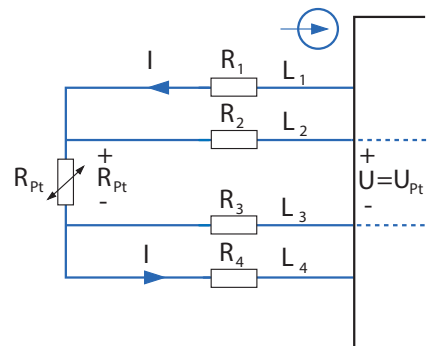 I R1 L1
R2 L2
+ +
RPt RPt U=UPt
- -
R3 L3
I R4 L4